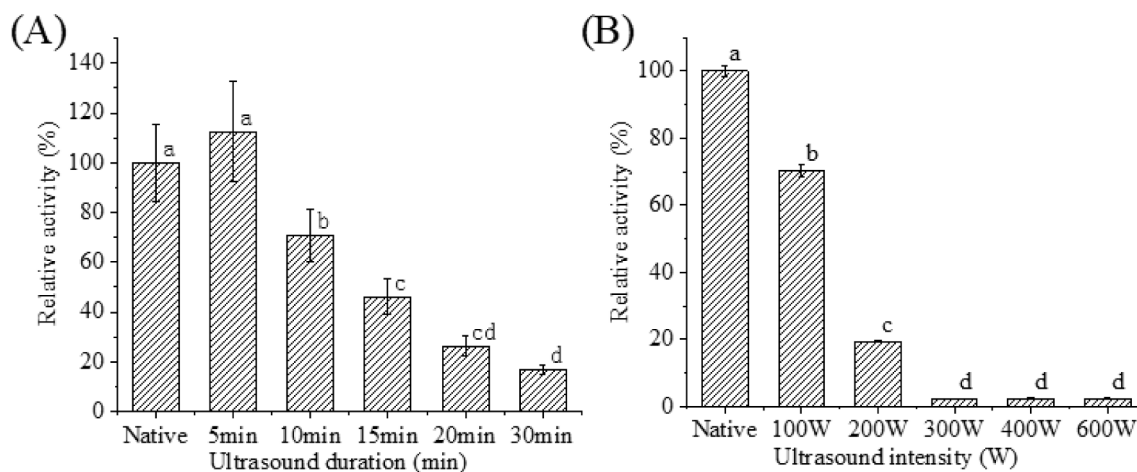 (A)
Relative activity (%)
140
120
100
80
60
40
20
0
a
a
b
c
cd
d
Native 5min 10min 15min 20min 30min
Ultrasound duration (min)
(B)
Relative activity (%)
100
80
60
40
20
0
a
b
c
d
d
d
Native 100W 200W 300W 400W 600W
Ultrasound intensity (W)